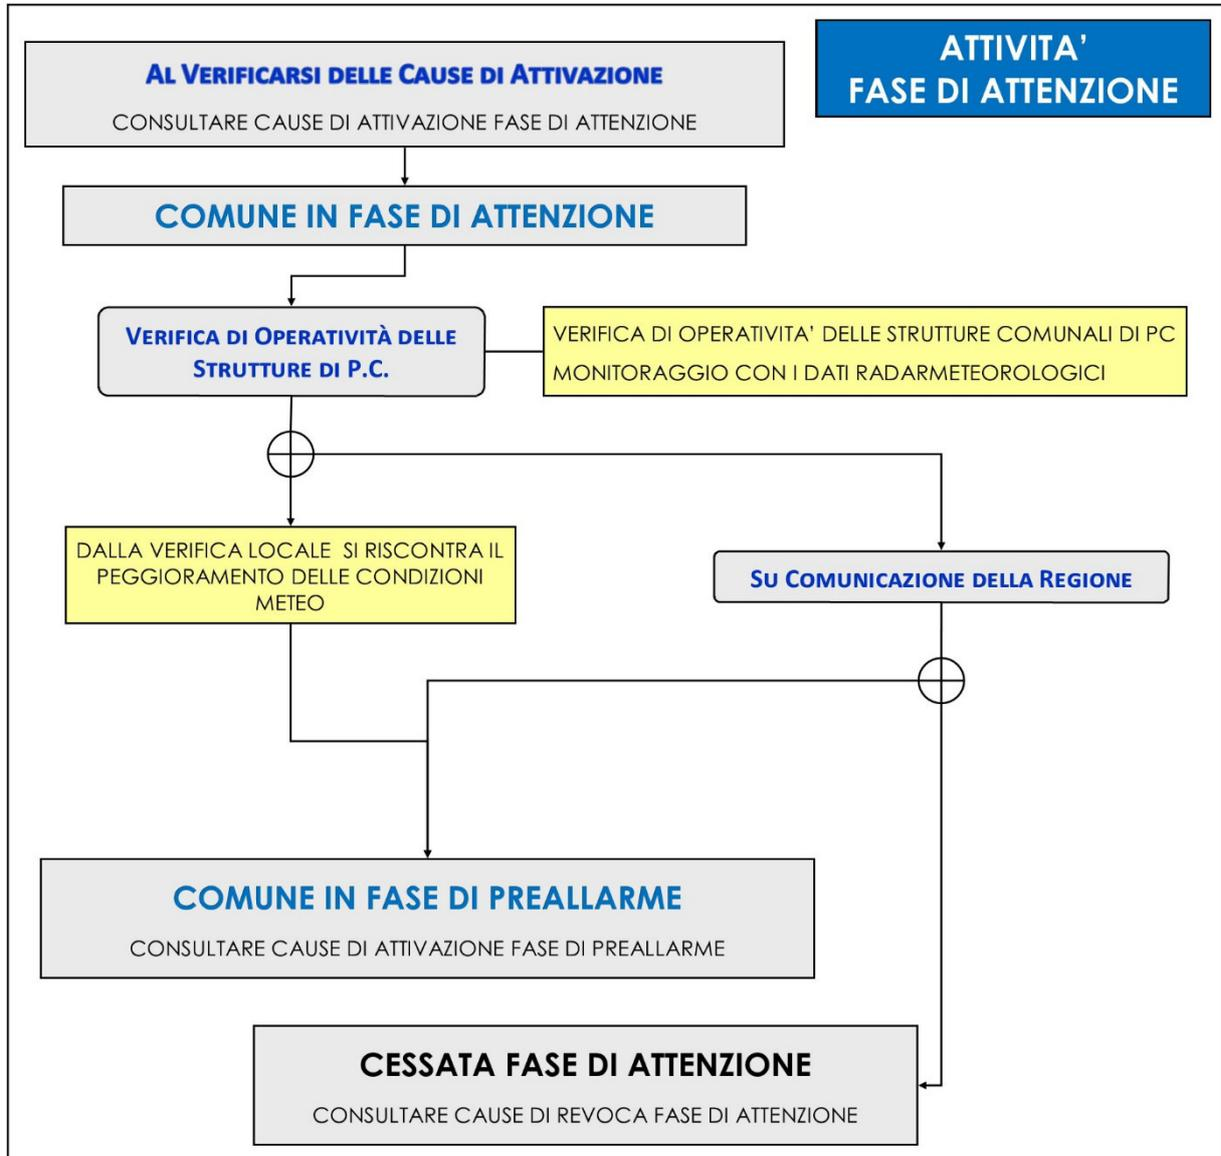 ATTIVITA'
FASE DI ATTENZIONE
AL VERIFICARSI DELLE CAUSE DI ATTIVAZIONE
CONSULTARE CAUSE DI ATTIVAZIONE FASE DI ATTENZIONE
COMUNE IN FASE DI ATTENZIONE
VERIFICA DI OPERATIVITÀ DELLE
STRUTTURE DI P.C.
VERIFICA DI OPERATIVITA' DELLE STRUTTURE COMUNALI DI PC
MONITORAGGIO CON I DATI RADARMETEOROLOGICI
DALLA VERIFICA LOCALE SI RISCONTRA IL
PEGGIORAMENTO DELLE CONDIZIONI
METEO
SU COMUNICAZIONE DELLA REGIONE
COMUNE IN FASE DI PREALLARME
CONSULTARE CAUSE DI ATTIVAZIONE FASE DI PREALLARME
CESSATA FASE DI ATTENZIONE
CONSULTARE CAUSE DI REVOCA FASE DI ATTENZIONE